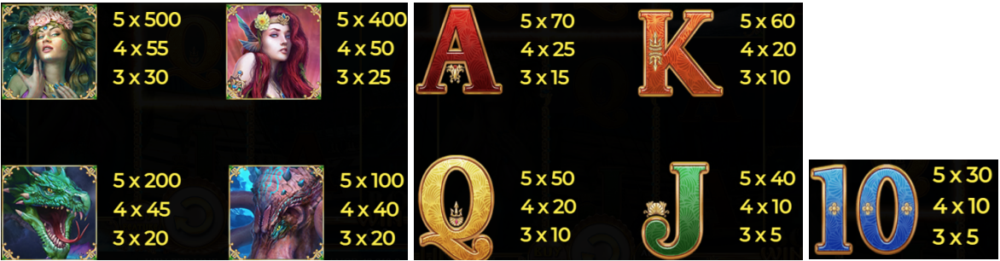 5 x 500
4 x 55
3 x 30
5 x 400
4 x 50
3 x 25
A
5 x 70
4 x 25
3 x 15
K
5 x 60
4 x 20
3 x 10
5 x 200
4 x 45
3 x 20
5 x 100
4 x 40
3 x 20
Q
5 x 50
4 x 20
3 x 10
J
5 x 40
4 x 10
3 x 5
10
5 x 30
4 x 10
3 x 5